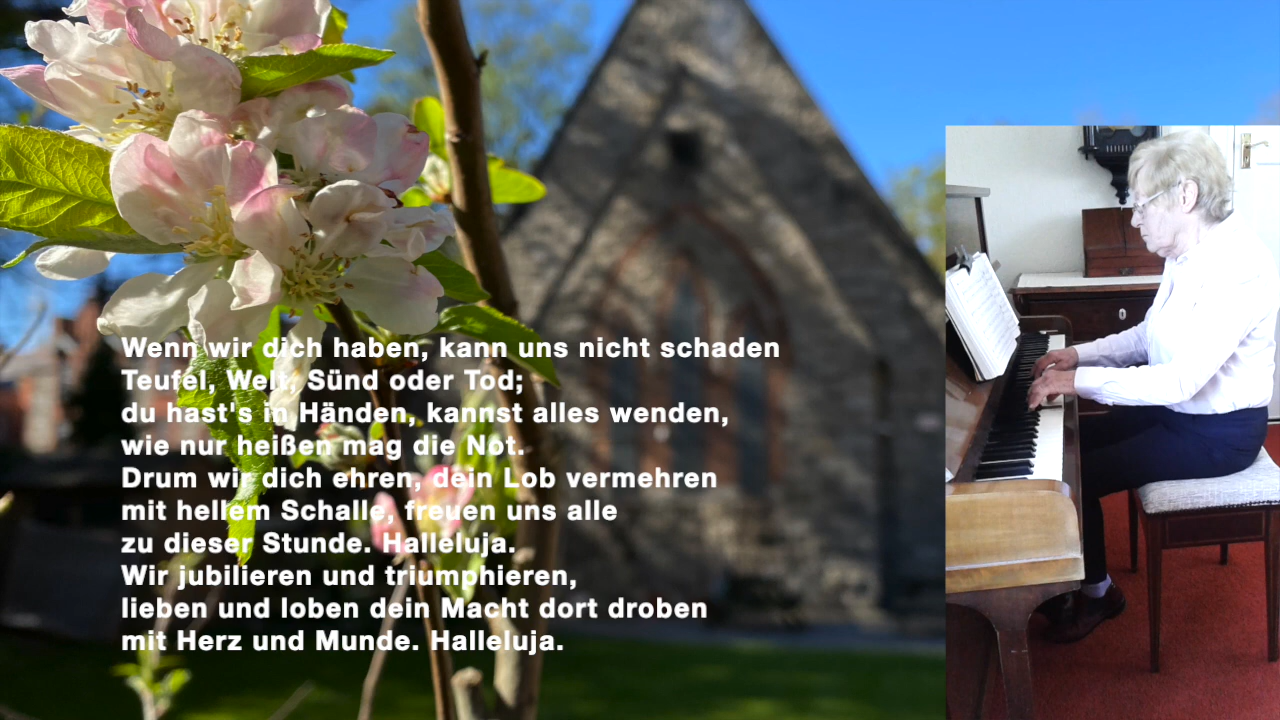 Wenn wir dich haben, kann uns nicht schaden
Teufel, Welt, Sünd oder Tod;
du hast's in Händen, kannst alles wenden,
wie nur heißen mag die Not.
Drum wir dich ehren, dein Lob vermehren
mit hellem Schalle, freuen uns alle
zu dieser Stunde. Halleluja.
Wir jubilieren und triumphieren,
lieben und loben dein Macht dort droben
mit Herz und Munde. Halleluja.